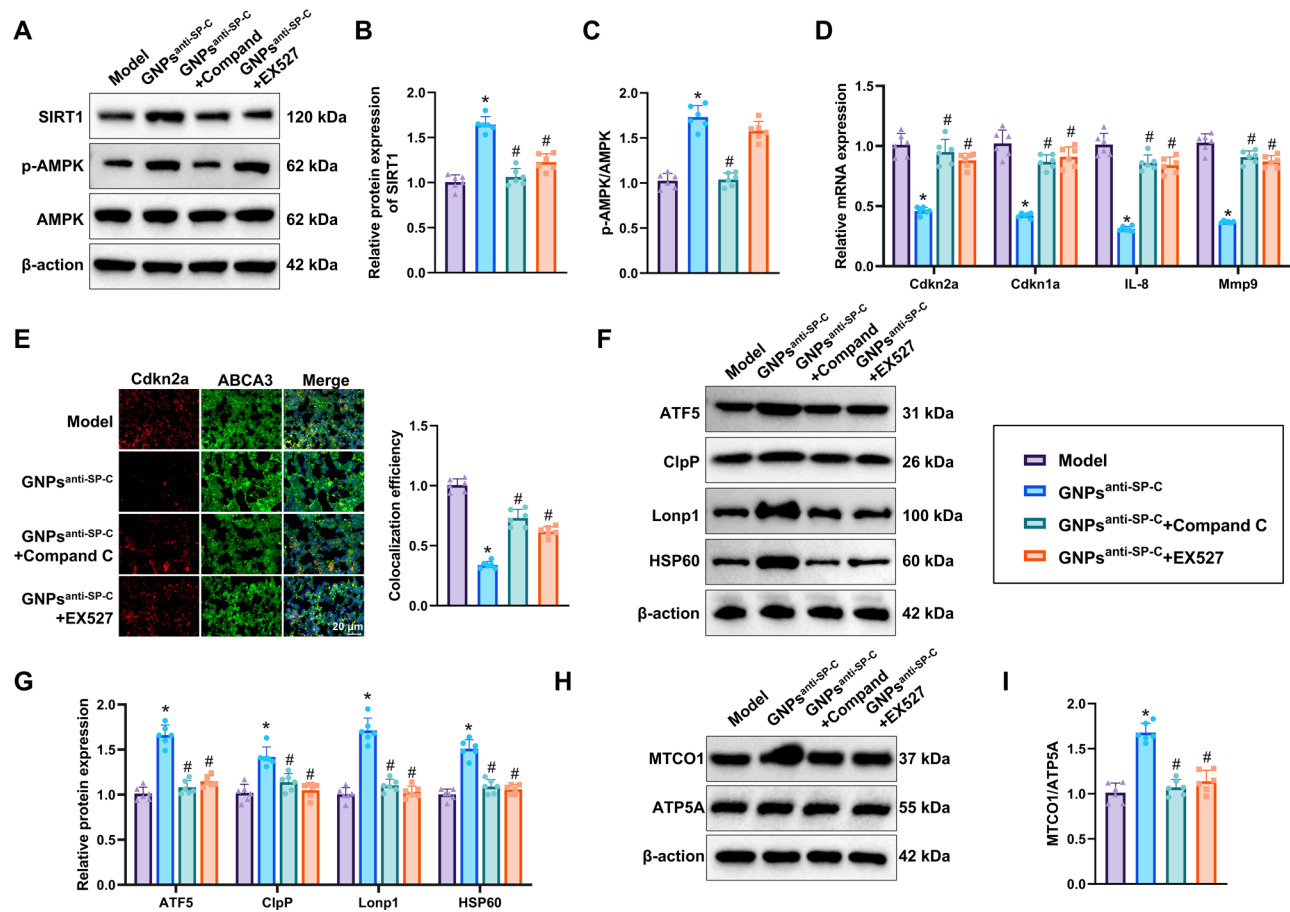 A
Model
GNPsanti-SP-C
GNPsanti-SP-C
+Compand
GNPsanti-SP-C
+EX527
SIRT1
120 kDa
p-AMPK
62 kDa
AMPK
62 kDa
β-action
42 kDa
B
Relative protein expression
of SIRT1
2.0
1.5
1.0
0.5
0.0
*
#
#
C
p-AMPK/AMPK
2.0
1.5
1.0
0.5
0.0
*
#
D
Relative mRNA expression
1.5
1.0
0.5
0.0
* # #
* # #
* # #
* # #
Cdkn2a
Cdkn1a
IL-8
Mmp9
E
Cdkn2a
ABCA3
Merge
Model
GNPsanti-SP-C
GNPsanti-SP-C
+Compand C
GNPsanti-SP-C
+EX527
20 μm
Colocalization efficiency
1.5
1.0
0.5
0.0
*
#
#
F
Model
GNPsanti-SP-C
GNPsanti-SP-C
+Compand
GNPsanti-SP-C
+EX527
ATF5
31 kDa
ClpP
26 kDa
Lonp1
100 kDa
HSP60
60 kDa
β-action
42 kDa
Model
GNPsanti-SP-C
GNPsanti-SP-C+Compand C
GNPsanti-SP-C+EX527
G
Relative protein expression
2.0
1.5
1.0
0.5
0.0
* # #
* # #
* # #
* # #
ATF5
ClpP
Lonp1
HSP60
H
Model
GNPsanti-SP-C
GNPsanti-SP-C
+Compand
GNPsanti-SP-C
+EX527
MTCO1
37 kDa
ATP5A
55 kDa
β-action
42 kDa
I
MTCO1/ATP5A
2.0
1.5
1.0
0.5
0.0
*
#
#